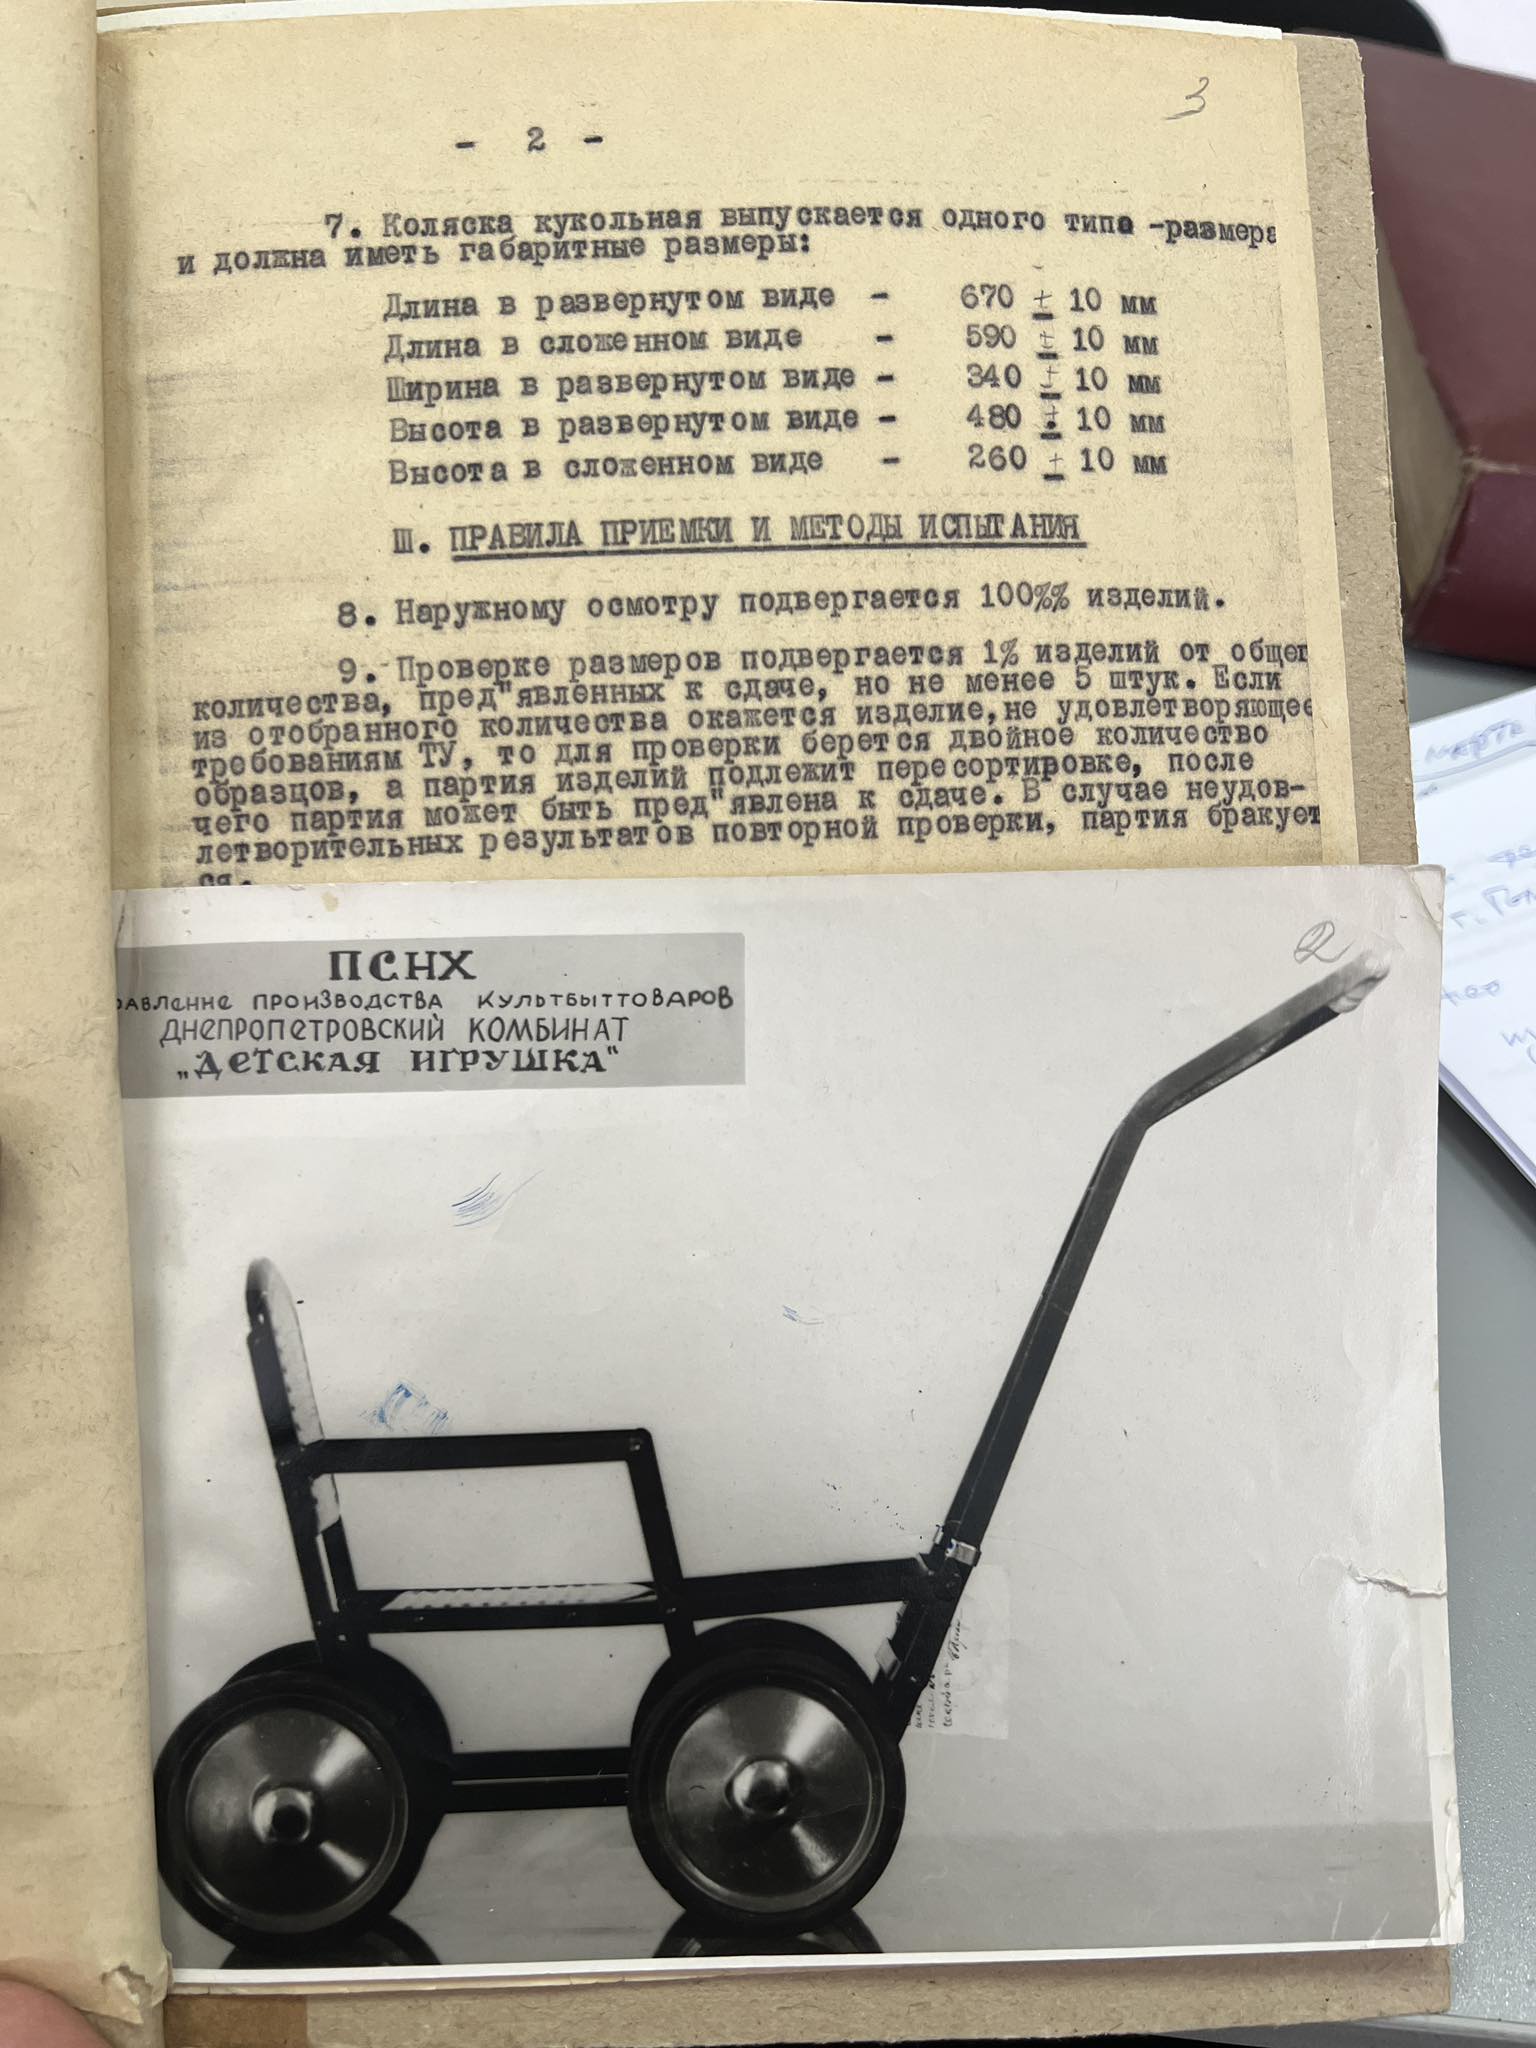 3
- 2 -
7. Коляска кукольная выпускается одного типо -размера
и должна иметь габаритные размеры:
Длина в развернутом виде - 670 ± 10 мм
Длина в сложенном виде - 590 ± 10 мм
Ширина в развернутом виде - 340 ± 10 мм
Высота в развернутом виде - 480 ± 10 мм
Высота в сложенном виде - 260 ± 10 мм
Ш. ПРАВИЛА ПРИЕМКИ И МЕТОДЫ ИСПЫТАНИЯ
8. Наружному осмотру подвергается 100%% изделий.
9. Проверке размеров подвергается 1% изделий от общег
количества, пред"явленных к сдаче, но не менее 5 штук. Если
из отобранного количества окажется изделие, не удовлетворяющее
требованиям ТУ, то для проверки берется двойное количество
образцов, а партия изделий подлежит пересортировке, после
чего партия может быть пред"явлена к сдаче. В случае неудов-
летворительных результатов повторной проверки, партия бракует
ся.
2
ПСНХ
равление производства культбыттоваров
Днепропетровский комбинат
„Детская игрушка"